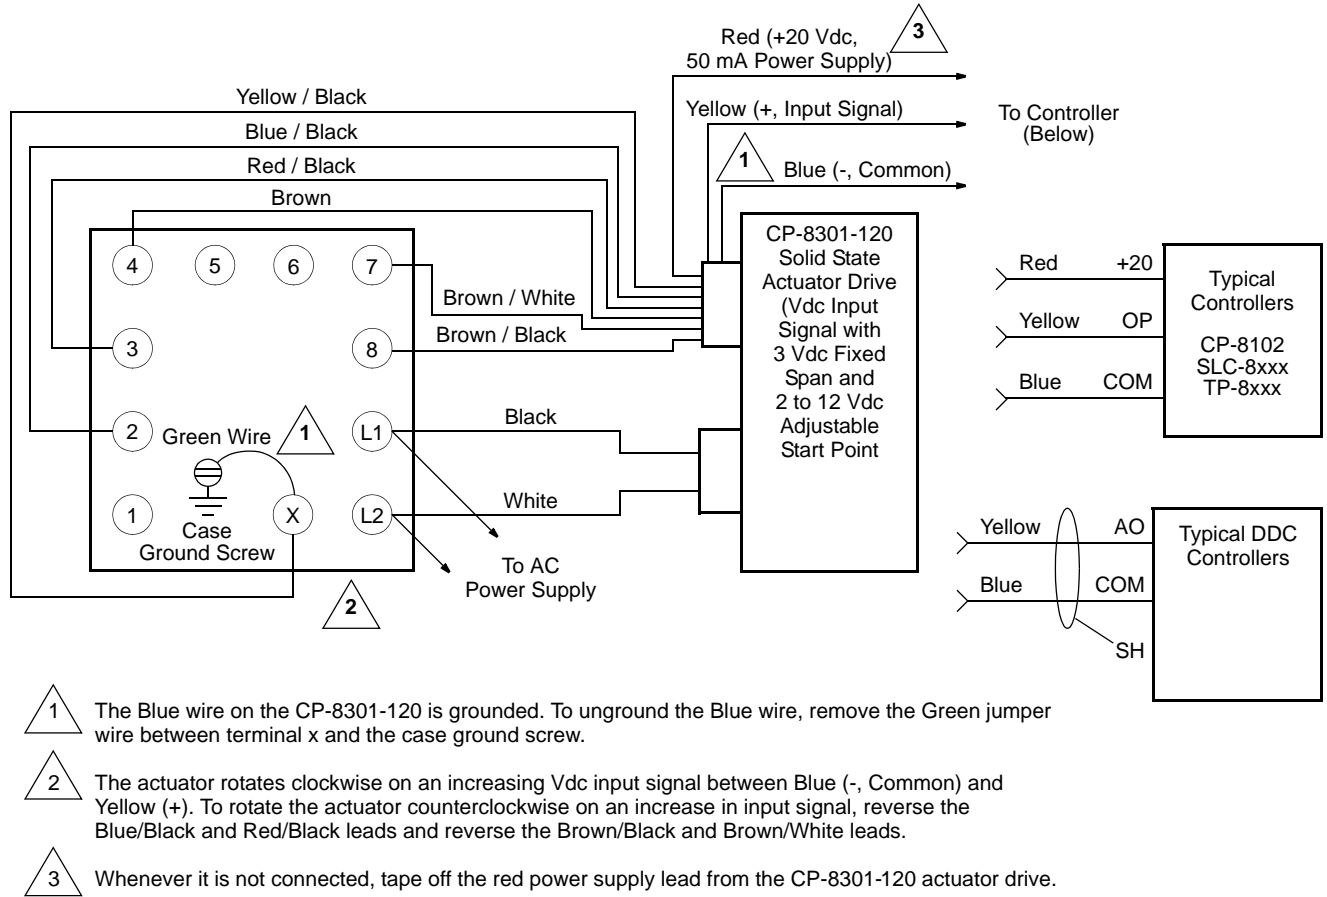 Red (+20 Vdc,
50 mA Power Supply)
3
Yellow / Black
Yellow (+, Input Signal)
To Controller
(Below)
Blue / Black
1
Blue (-, Common)
Red / Black
Brown
4
5
6
7
Brown / White
Brown / Black
3
8
2
Green Wire
1
L1
Black
1
X
L2
White
Case
Ground Screw
To AC
Power Supply
2
CP-8301-120
Solid State
Actuator Drive
(Vdc Input
Signal with
3 Vdc Fixed
Span and
2 to 12 Vdc
Adjustable
Start Point
Red +20
Yellow OP
Blue COM
Typical
Controllers
CP-8102
SLC-8xxx
TP-8xxx
Yellow AO
Blue COM
SH
Typical DDC
Controllers
1 The Blue wire on the CP-8301-120 is grounded. To unground the Blue wire, remove the Green jumper
wire between terminal x and the case ground screw.
2 The actuator rotates clockwise on an increasing Vdc input signal between Blue (-, Common) and
Yellow (+). To rotate the actuator counterclockwise on an increase in input signal, reverse the
Blue/Black and Red/Black leads and reverse the Brown/Black and Brown/White leads.
3 Whenever it is not connected, tape off the red power supply lead from the CP-8301-120 actuator drive.